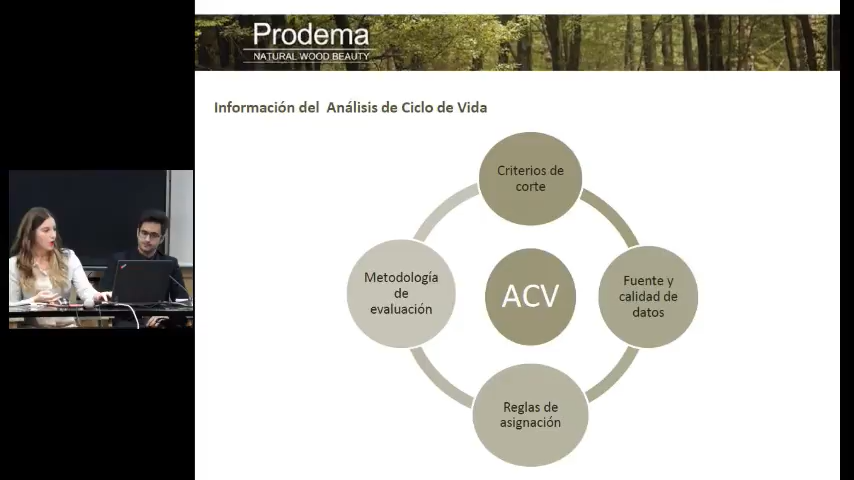 Prodema
NATURAL WOOD BEAUTY
Información del Análisis de Ciclo de Vida
Criterios de
corte
Metodología
de
evaluación
ACV
Fuente y
calidad de
datos
Reglas de
asignación